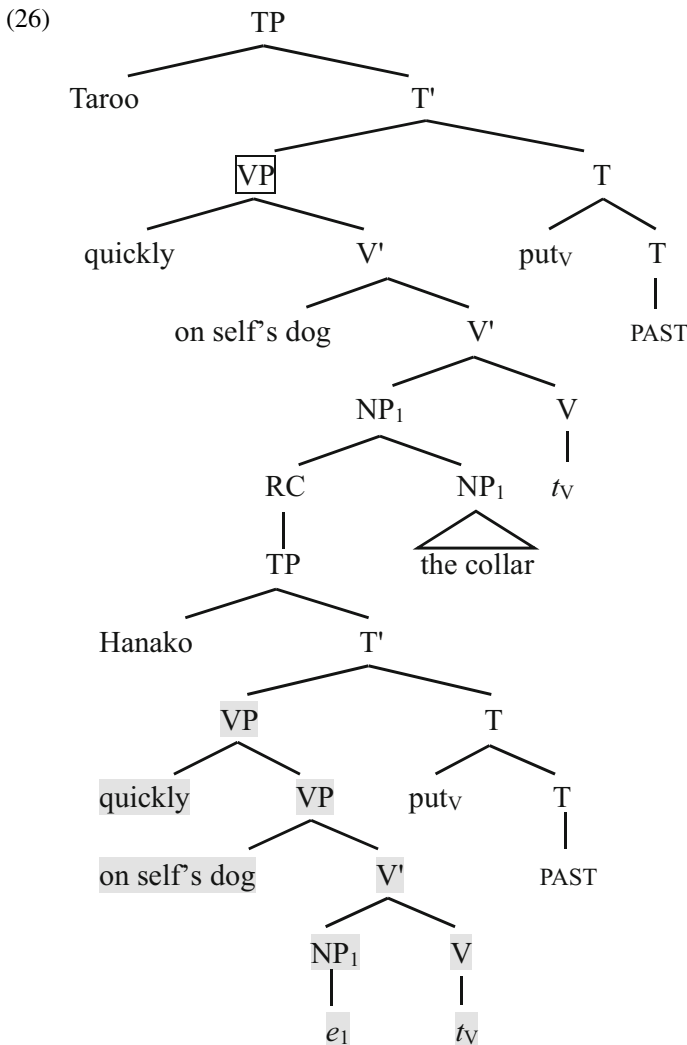 (26) TP
Taroo T'
VP T
quickly V' putV T
on self's dog V' PAST
NP1 V
RC NP1 tV
TP the collar
Hanako T'
VP T
quickly VP putV T
on self's dog V' PAST
NP1 V
e1 tV